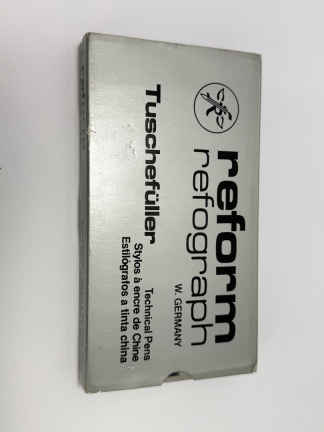 reform
refograph
W. GERMANY
Tuschefüller
Technical Pens
Stylos à encre de Chine
Estilógrafos a tinta china